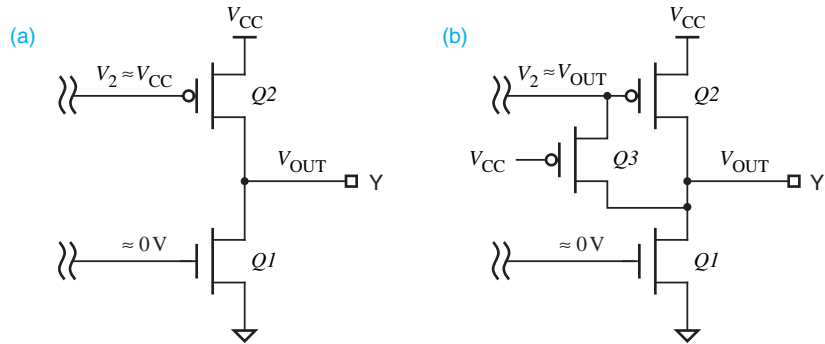 (a)
V_CC
V_2 ≈ V_CC
Q2
V_OUT
Y
≈ 0 V
Q1
(b)
V_CC
V_2 ≈ V_OUT
Q2
V_CC
Q3
V_OUT
Y
≈ 0 V
Q1